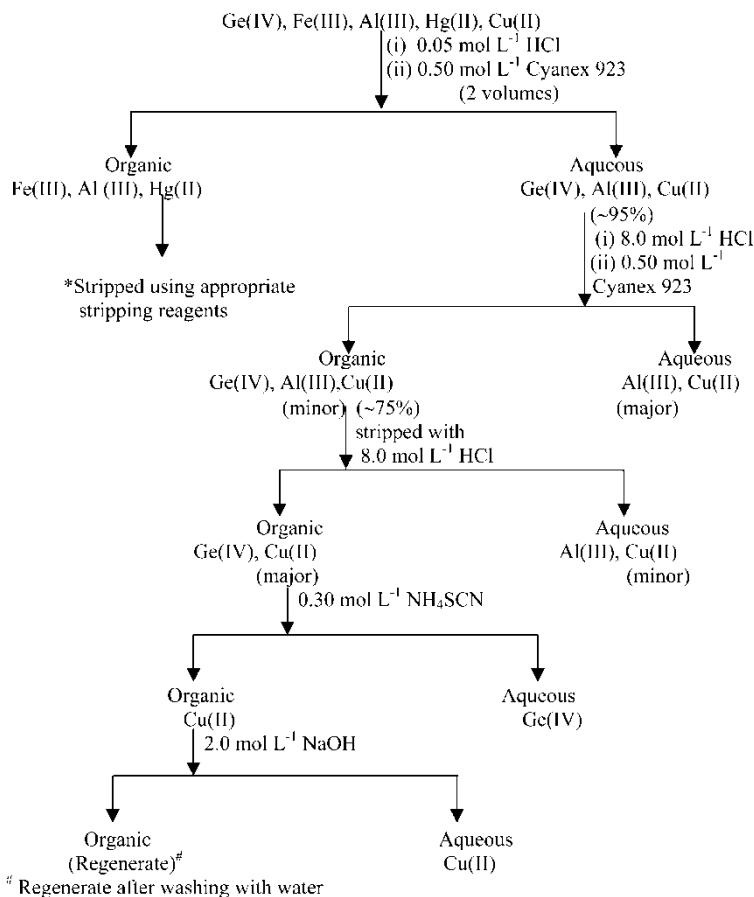 Ge(IV), Fe(III), Al(III), Hg(II), Cu(II)
(i) 0.05 mol L⁻¹ HCl
(ii) 0.50 mol L⁻¹ Cyanex 923
(2 volumes)
Organic
Fe(III), Al (III), Hg(II)
Aqueous
Ge(IV), Al(III), Cu(II)
(~95%)
(i) 8.0 mol L⁻¹ HCl
(ii) 0.50 mol L⁻¹
Cyanex 923
*Stripped using appropriate
stripping reagents
Organic
Ge(IV), Al(III),Cu(II)
(minor) (~75%)
Aqueous
Al(III), Cu(II)
(major)
stripped with
8.0 mol L⁻¹ HCl
Organic
Ge(IV), Cu(II)
(major)
Aqueous
Al(III), Cu(II)
(minor)
0.30 mol L⁻¹ NH₄SCN
Organic
Cu(II)
Aqueous
Ge(IV)
2.0 mol L⁻¹ NaOH
Organic
(Regenerate)#
Aqueous
Cu(II)
# Regenerate after washing with water